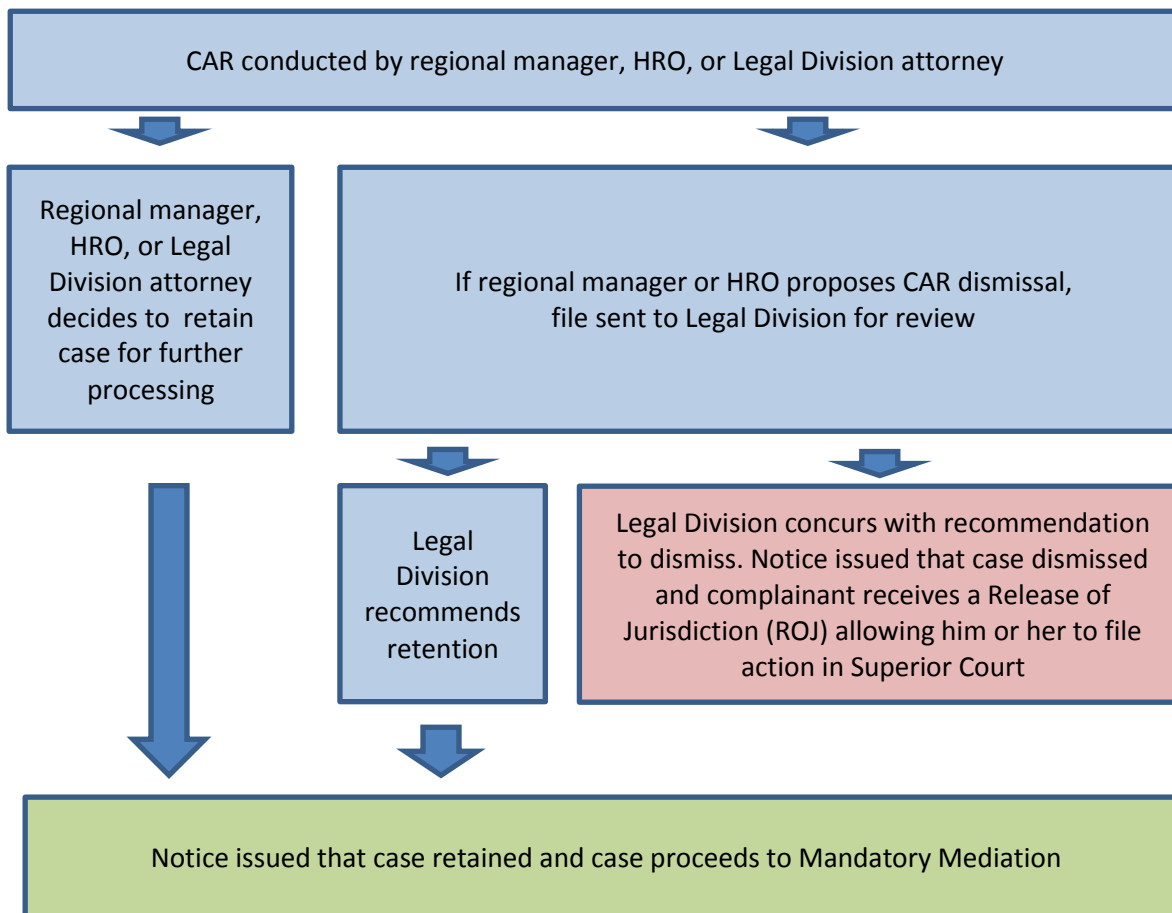 CAR conducted by regional manager, HRO, or Legal Division attorney
Regional manager,
HRO, or Legal
Division attorney
decides to retain
case for further
processing
If regional manager or HRO proposes CAR dismissal,
file sent to Legal Division for review
Legal
Division
recommends
retention
Legal Division concurs with recommendation
to dismiss. Notice issued that case dismissed
and complainant receives a Release of
Jurisdiction (ROJ) allowing him or her to file
action in Superior Court
Notice issued that case retained and case proceeds to Mandatory Mediation